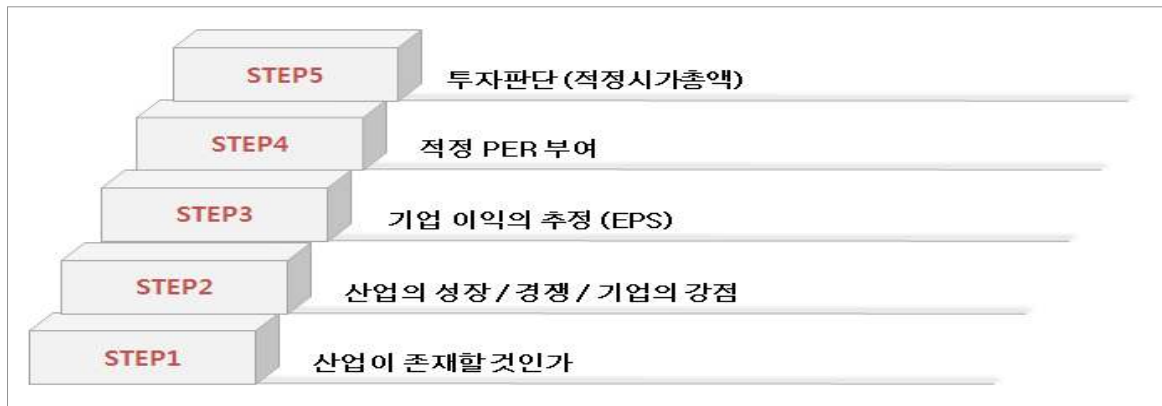 STEP5 투자판단 (적정시가총액)
STEP4 적정 PER 부여
STEP3 기업 이익의 추정 (EPS)
STEP2 산업의 성장 / 경쟁 / 기업의 강점
STEP1 산업이 존재할 것인가